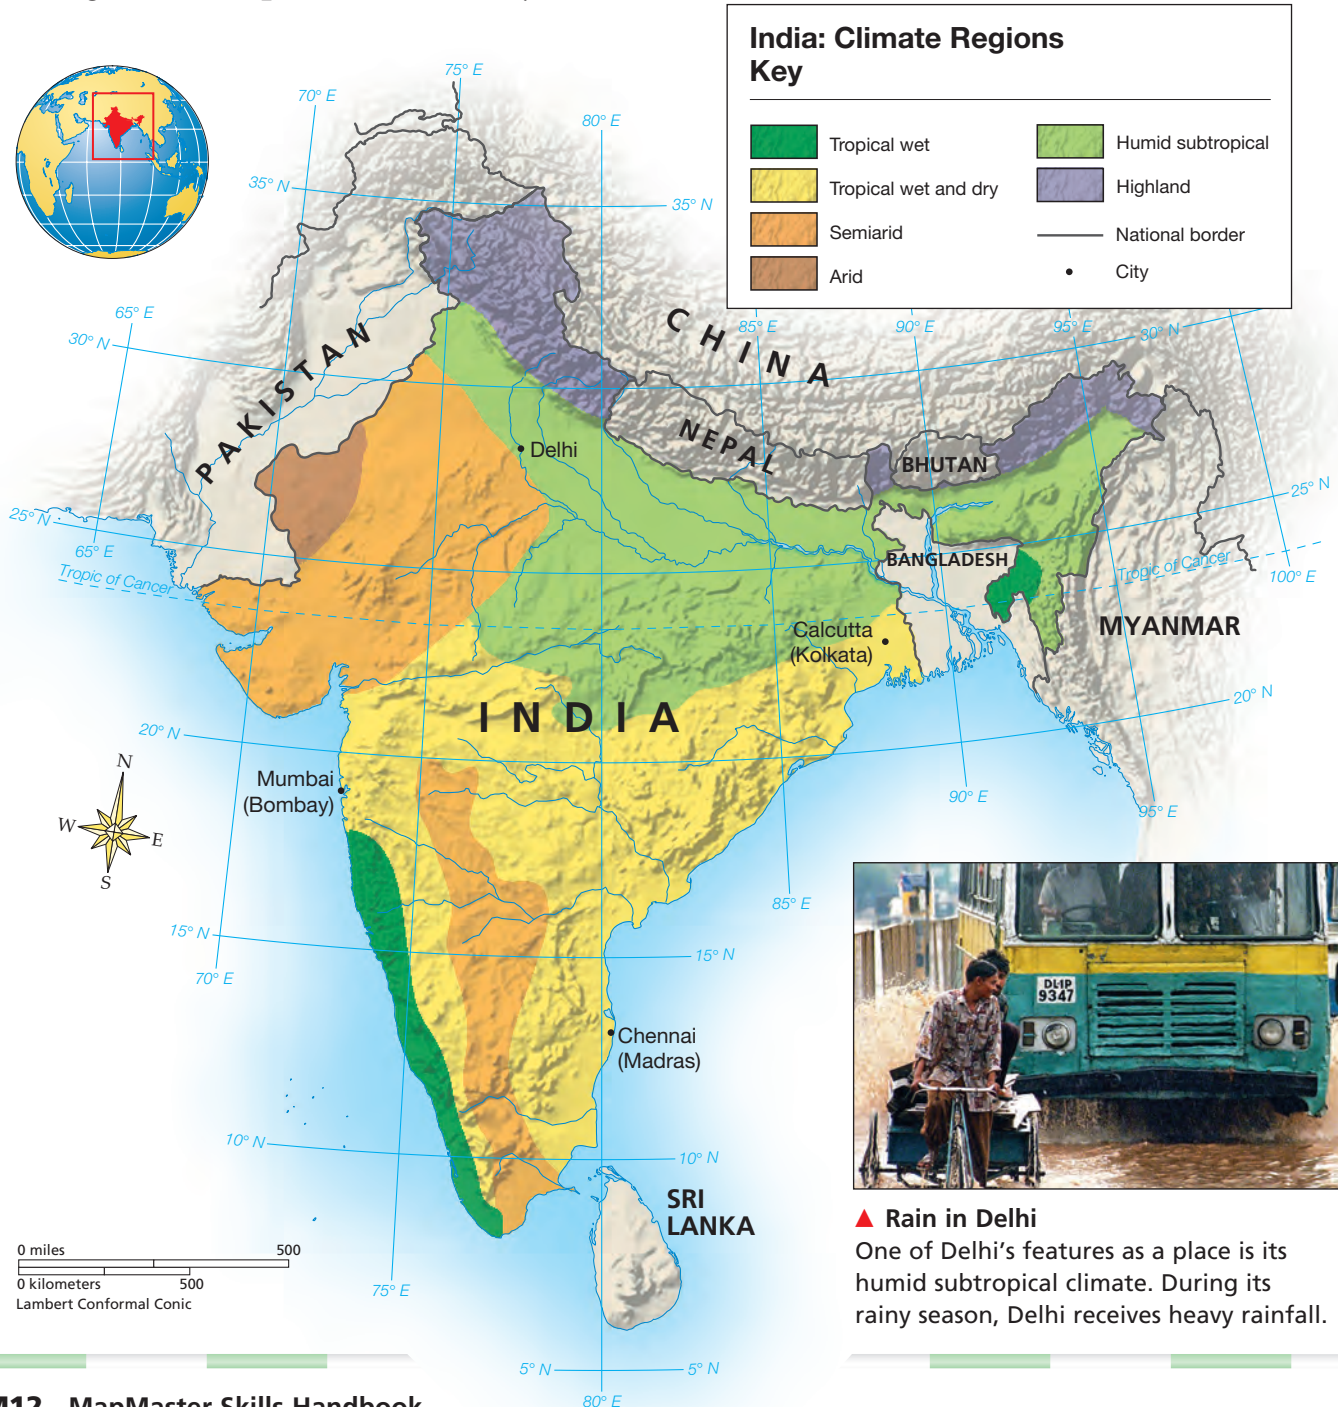 India: Climate Regions
Key
Tropical wet
Tropical wet and dry
Semiarid
Arid
Humid subtropical
Highland
National border
City
75° E
70° E
80° E
35° N
35° N
65° E
30° N
85° E
90° E
95° E
30° N
CHINA
PAKISTAN
NEPAL
BHUTAN
Delhi
25° N
25° N
65° E
BANGLADESH
Tropic of Cancer
Tropic of Cancer
100° E
MYANMAR
Calcutta
(Kolkata)
INDIA
20° N
20° N
N
W
E
S
Mumbai
(Bombay)
90° E
95° E
85° E
15° N
15° N
70° E
DL1P
9347
Chennai
(Madras)
10° N
10° N
SRI
LANKA
75° E
0 miles 500
0 kilometers 500
Lambert Conformal Conic
5° N
5° N
80° E
▲ Rain in Delhi
One of Delhi's features as a place is its
humid subtropical climate. During its
rainy season, Delhi receives heavy rainfall.
M12 MapMaster Skills Handbook